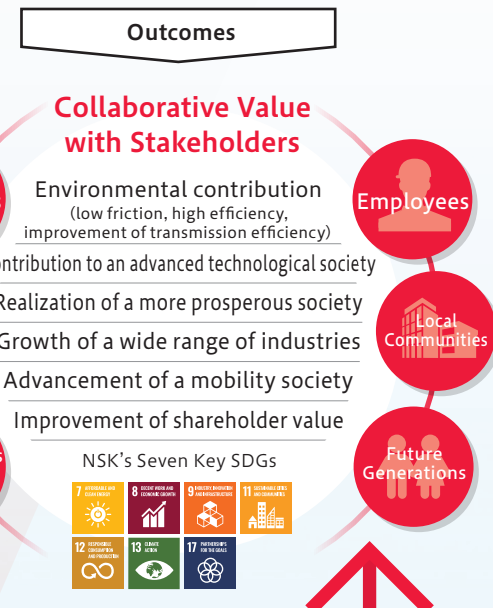 Outcomes
Collaborative Value
with Stakeholders
Environmental contribution
(low friction, high efficiency,
improvement of transmission efficiency)
ontribution to an advanced technological society
Realization of a more prosperous society
Growth of a wide range of industries
Advancement of a mobility society
Improvement of shareholder value
NSK's Seven Key SDGs
7 AFFORDABLE AND
CLEAN ENERGY
8 DECENT WORK AND
ECONOMIC GROWTH
9 INDUSTRY, INNOVATION
AND INFRASTRUCTURE
11 SUSTAINABLE CITIES
AND COMMUNITIES
12 RESPONSIBLE
CONSUMPTION
AND PRODUCTION
13 CLIMATE
ACTION
17 PARTNERSHIPS
FOR THE GOALS
Employees
Local
Communities
Future
Generations